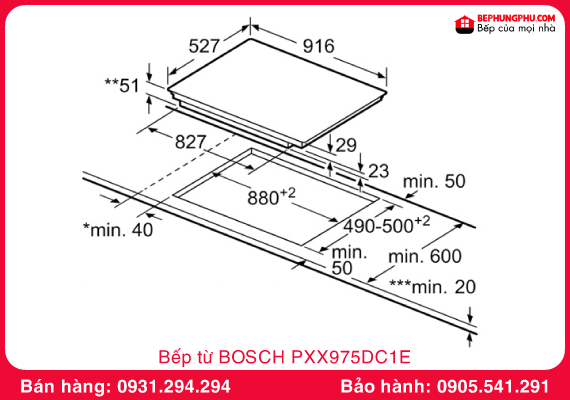 BEPHUNGPHU.COM
Bếp của mọi nhà
527
916
**51
827
29
23
min. 50
880+2
490-500+2
*min. 40
min.
50
min. 600
***min. 20
Bếp từ BOSCH PXX975DC1E
Bán hàng: 0931.294.294
Bảo hành: 0905.541.291